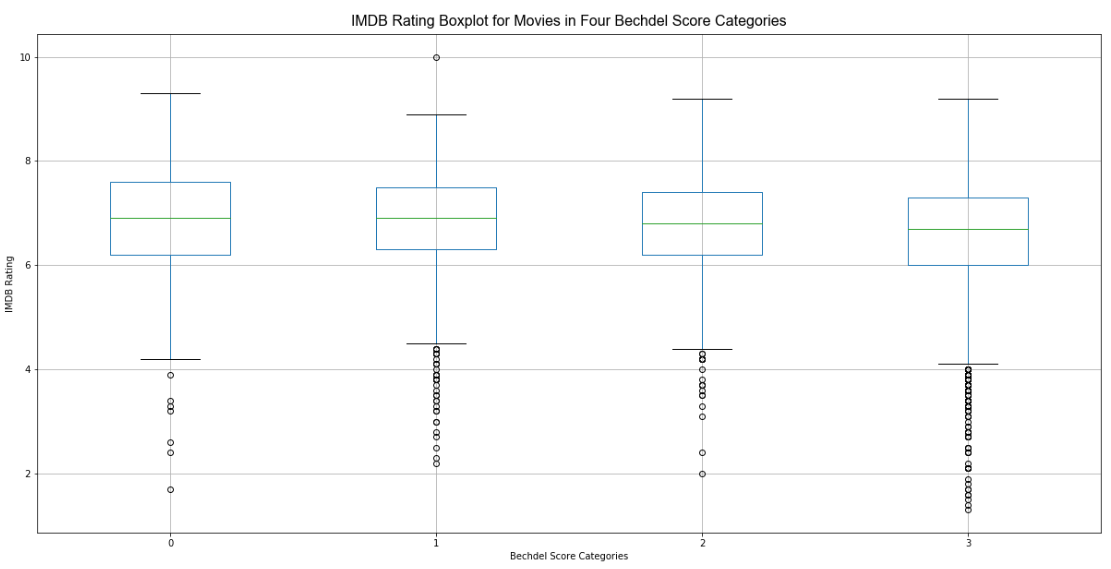 IMDB Rating Boxplot for Movies in Four Bechdel Score Categories
10
8
6
4
2
IMDB Rating
0 1 2 3
Bechdel Score Categories